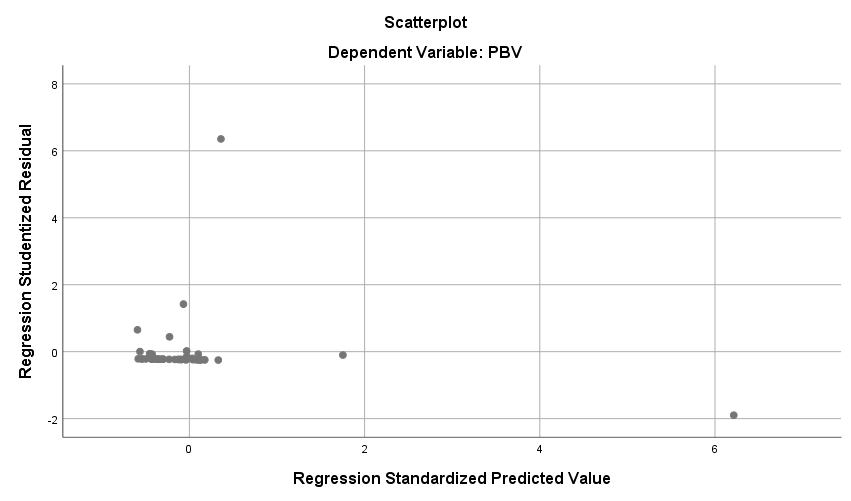 Scatterplot
Dependent Variable: PBV
8
6
4
2
0
-2
Regression Studentized Residual
0 2 4 6
Regression Standardized Predicted Value